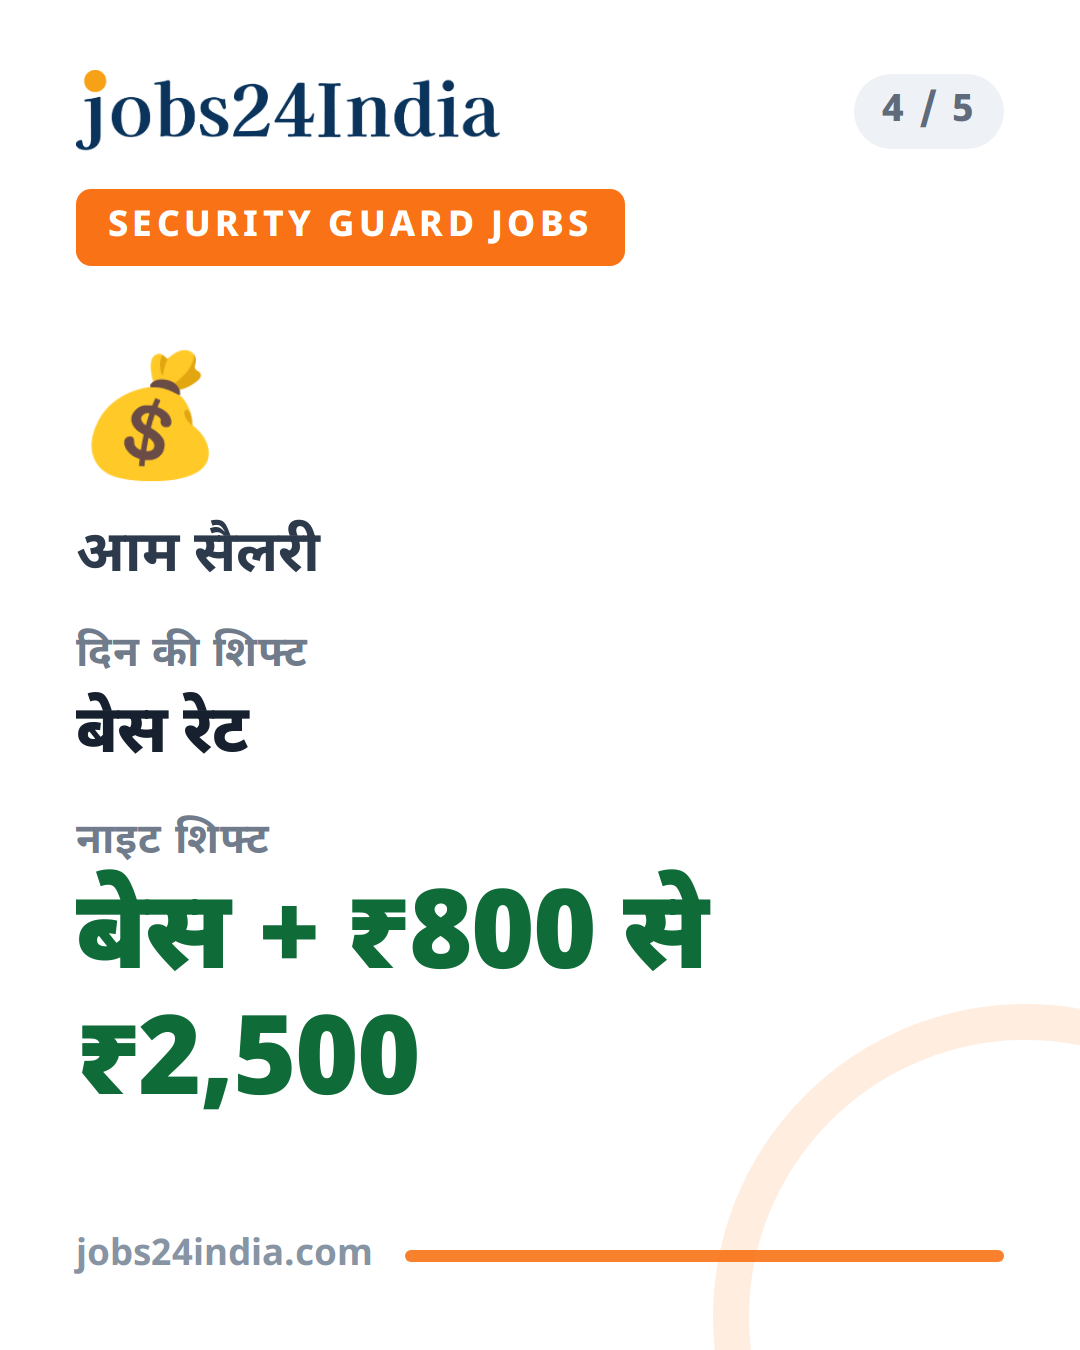 jobs24India
4 / 5
SECURITY GUARD JOBS
$
आम सैलरी
दिन की शिफ्ट
बेस रेट
नाइट शिफ्ट
बेस + ₹800 से
₹2,500
jobs24india.com